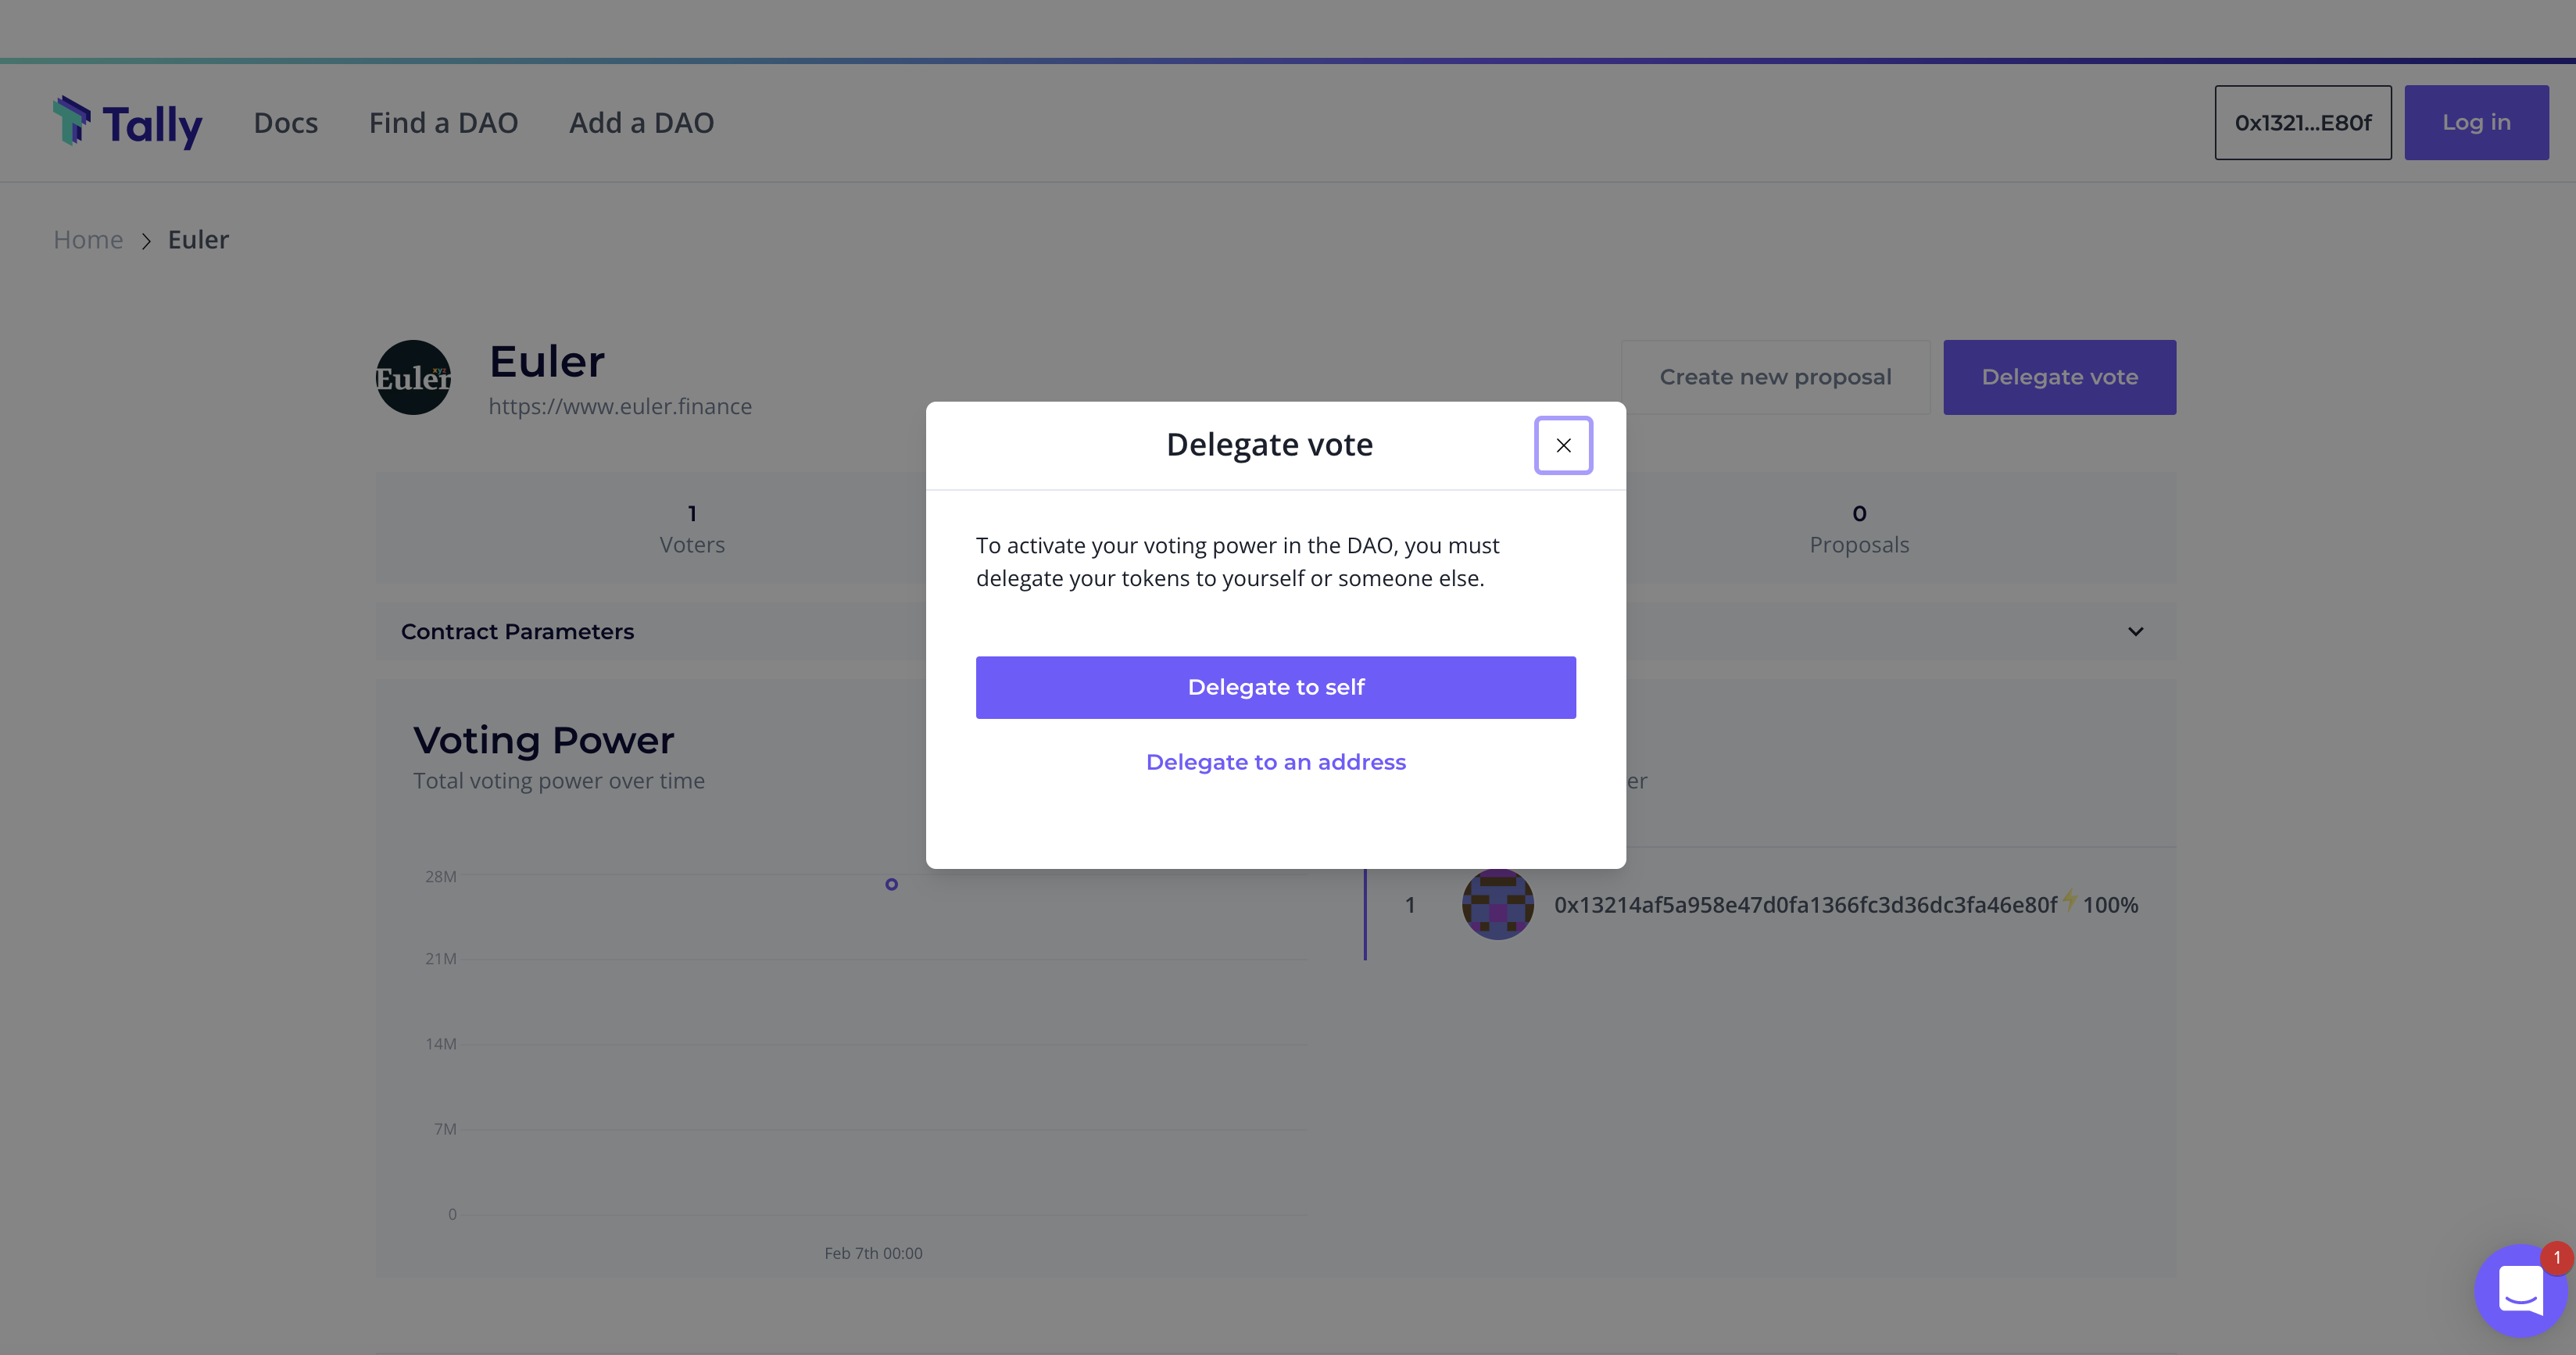 Tally
Docs
Find a DAO
Add a DAO
0x1321...E80f
Log in
Home
Euler
Euler
xyz
Euler
https://www.euler.finance
Create new proposal
Delegate vote
1
Voters
0
Proposals
Contract Parameters
Delegate vote
To activate your voting power in the DAO, you must
delegate your tokens to yourself or someone else.
Delegate to self
Delegate to an address
Voting Power
Total voting power over time
28M
21M
14M
7M
0
Feb 7th 00:00
er
1
0x13214af5a958e47d0fa1366fc3d36dc3fa46e80f
100%
1